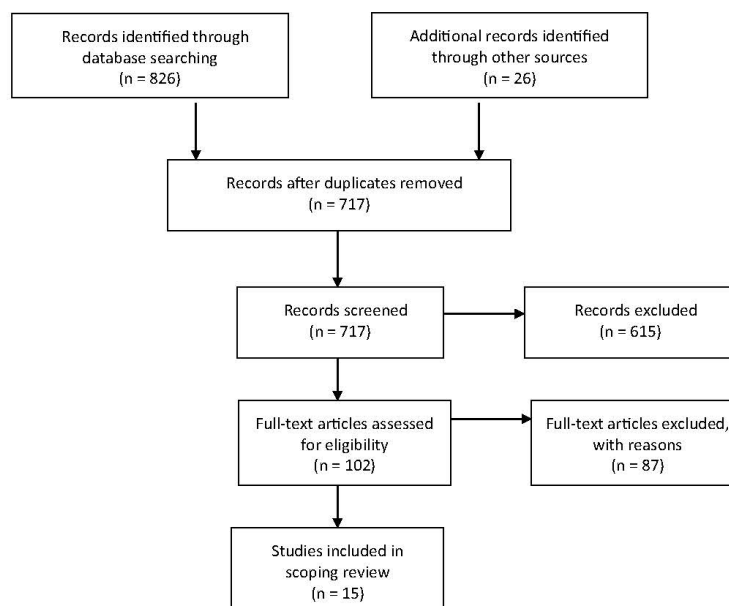 Records identified through
database searching
(n = 826)
Additional records identified
through other sources
(n = 26)
Records after duplicates removed
(n = 717)
Records screened
(n = 717)
Records excluded
(n = 615)
Full-text articles assessed
for eligibility
(n = 102)
Full-text articles excluded,
with reasons
(n = 87)
Studies included in
scoping review
(n = 15)